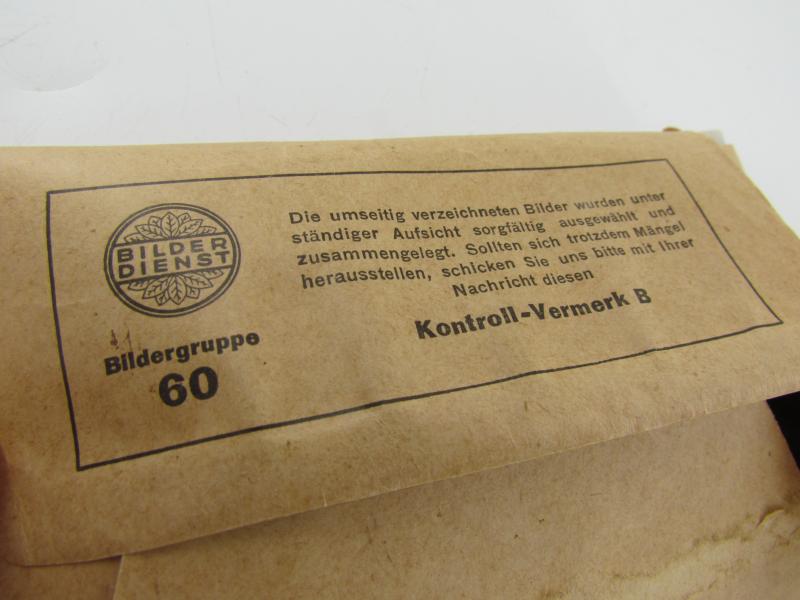 BILDER
DIENST
Bildergruppe
60
Die umseitig verzeichneten Bilder wurden unter
ständiger Aufsicht sorgfältig ausgewählt und
zusammengelegt. Sollten sich trotzdem Mängel
herausstellen, schicken Sie uns bitte mit Ihrer
Nachricht diesen
Kontroll-Vermerk B